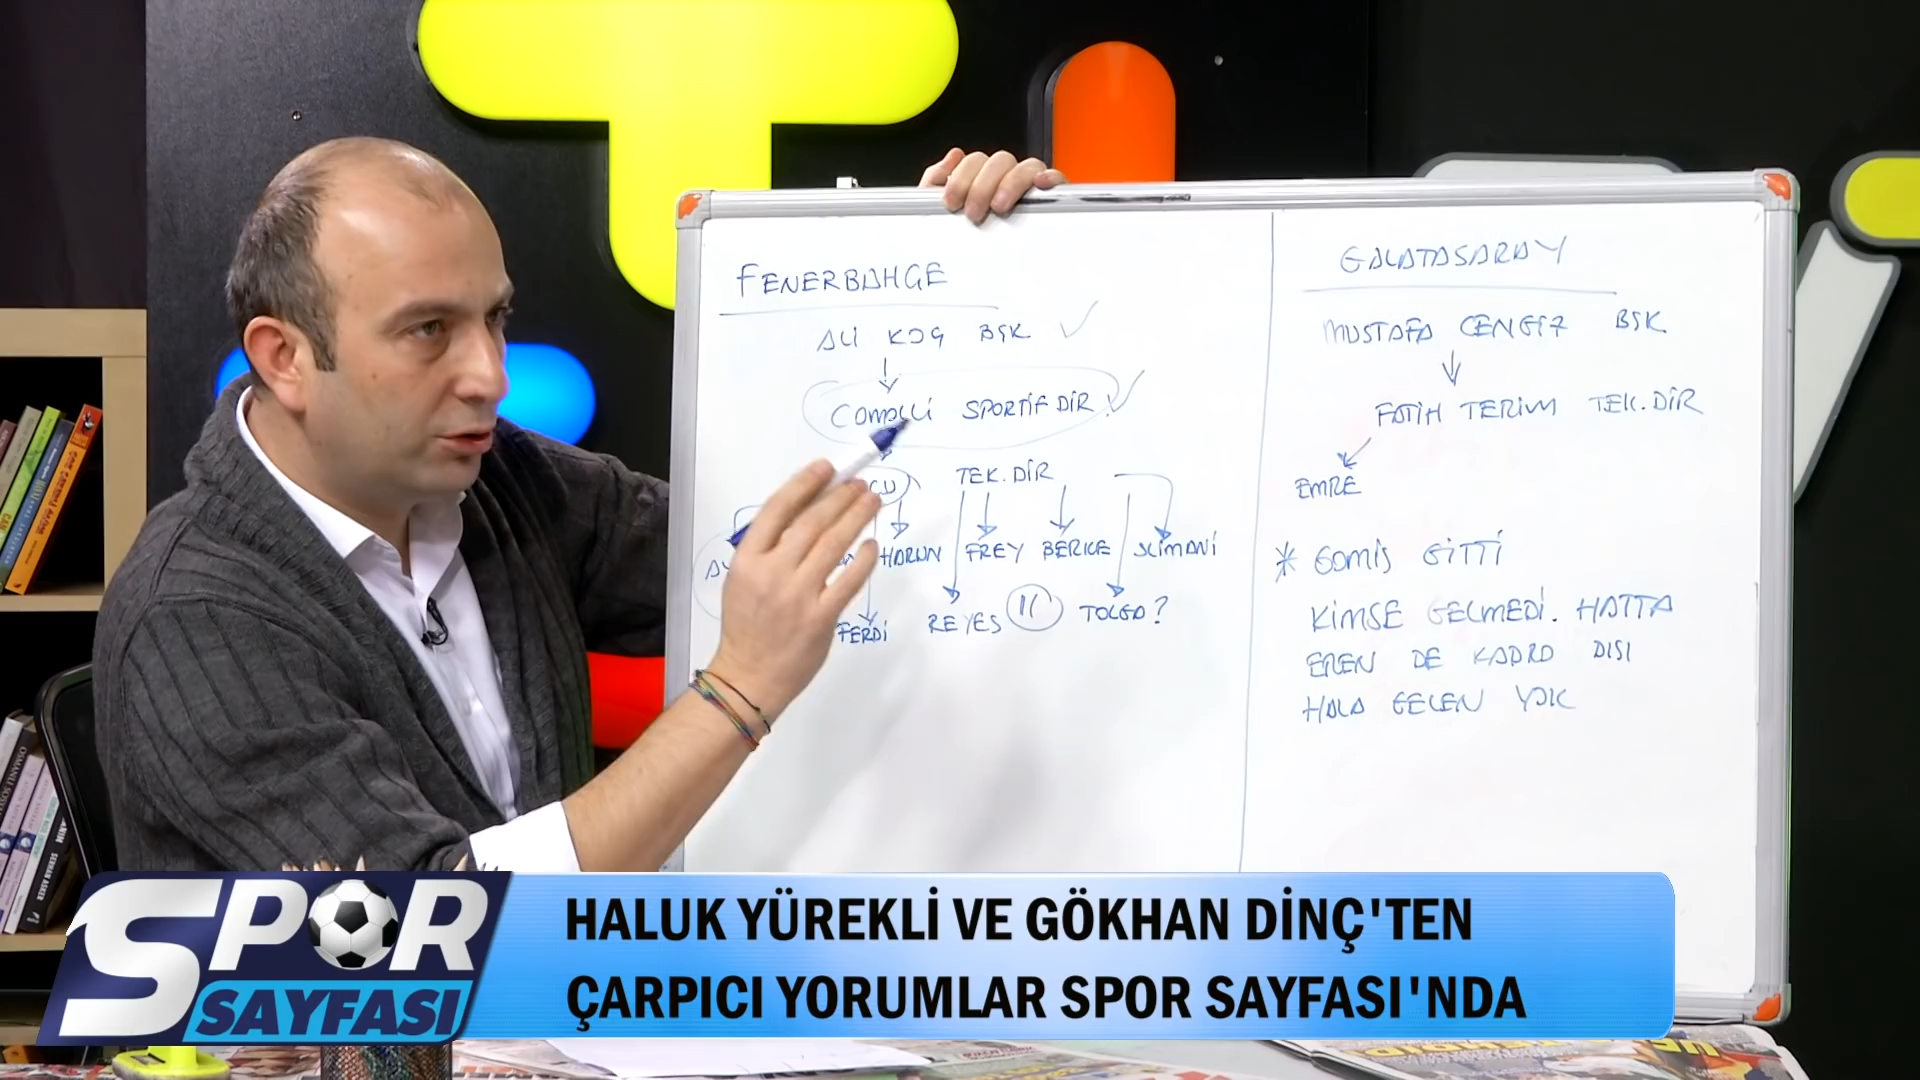 FENERBAHGE
ALİ KOÇ BŞK
COMOLLİ SPORTİF DİR.
TEK. DİR
HARUN FREY BERİCE SLİMANİ
FERDİ REYES 11 TOLGA?
GALATASARAY
MUSTAFA CENGİZ BŞK
FATİH TERİM TEK. DİR
EMRE
* GOMİS GİTTİ
KİMSE GELMEDİ. HATTA
EREN DE KADRO DIŞI
HALA GELEN YOK
SPOR
SAYFASI
HALUK YÜREKLİ VE GÖKHAN DİNÇ'TEN
ÇARPICI YORUMLAR SPOR SAYFASI'NDA